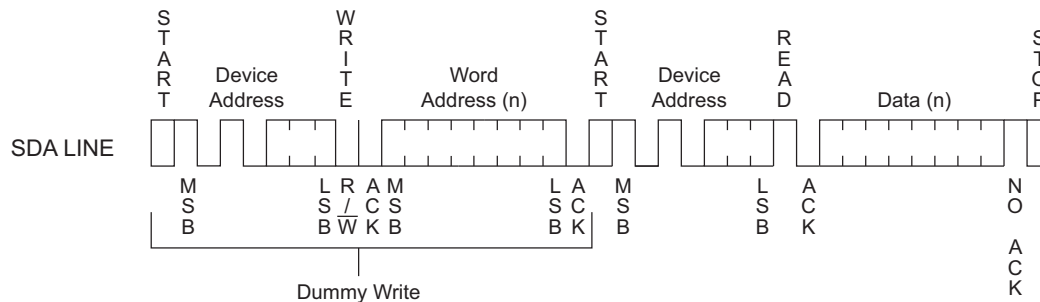 START
WRITE
START
READ
STOP
Device
Address
Word
Address (n)
Device
Address
Data (n)
SDA LINE
MSB
LSB
R/W
ACK
MSB
LSB
ACK
MSB
LSB
ACK
NO ACK
Dummy Write